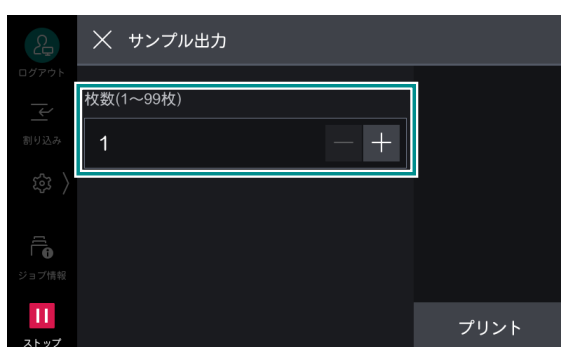 サンプル出力
ログアウト
枚数(1～99枚)
1
割り込み
ジョブ情報
ストップ
プリント